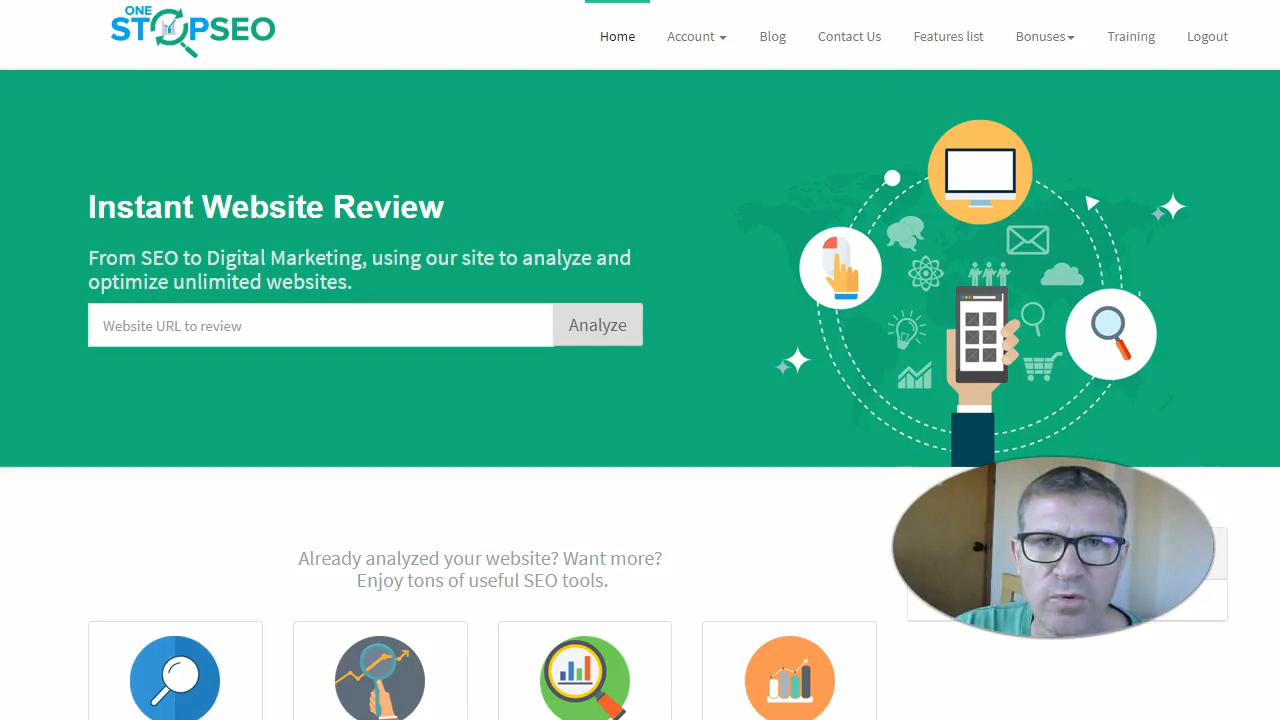 ONE
STOPSEO
Home
Account
Blog
Contact Us
Features list
Bonuses
Training
Logout
Instant Website Review
From SEO to Digital Marketing, using our site to analyze and
optimize unlimited websites.
Website URL to review
Analyze
Already analyzed your website? Want more?
Enjoy tons of useful SEO tools.